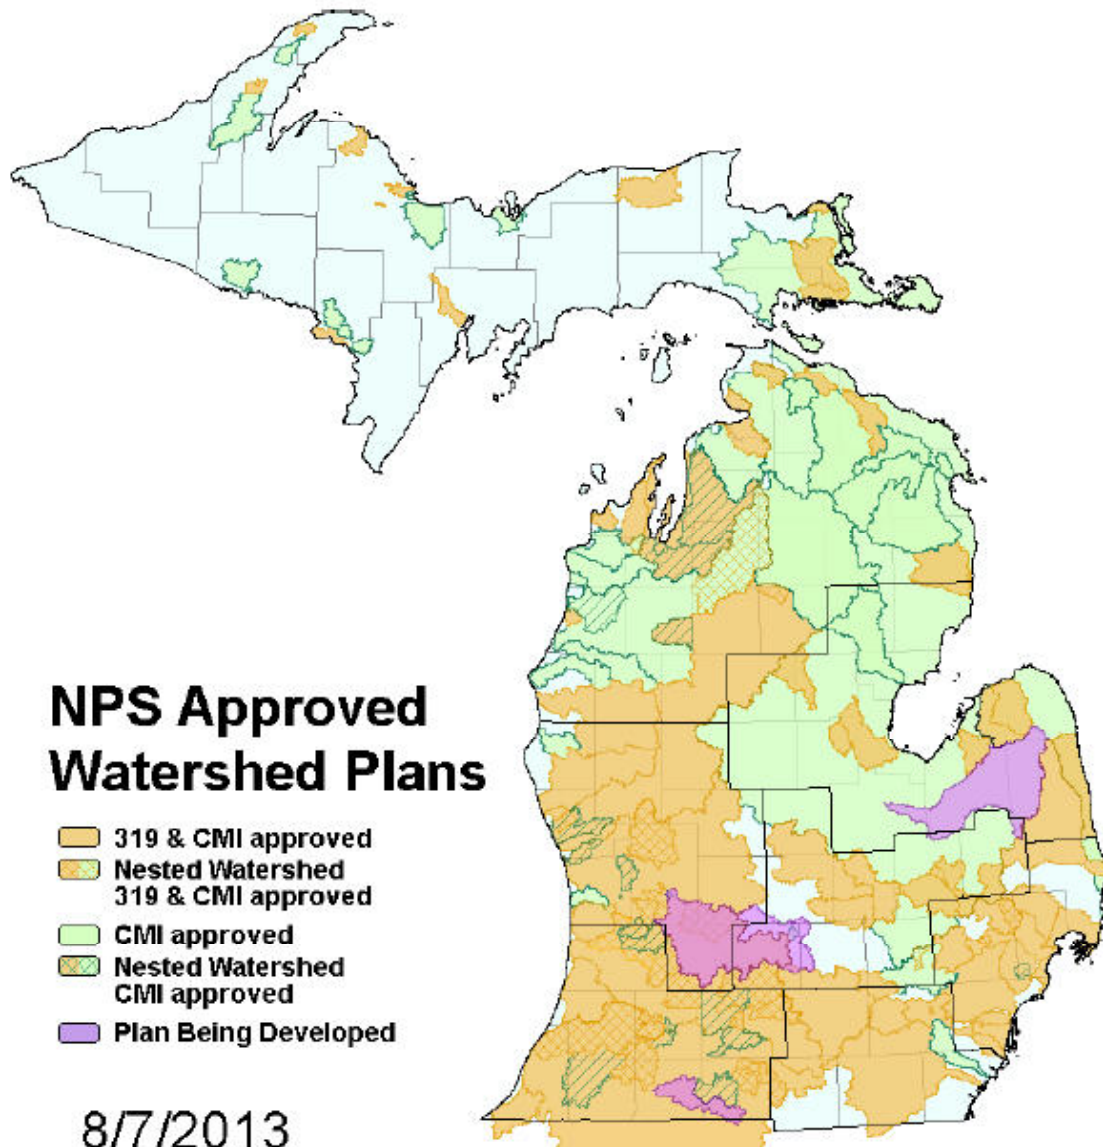 NPS Approved
Watershed Plans
319 & CMI approved
Nested Watershed
319 & CMI approved
CMI approved
Nested Watershed
CMI approved
Plan Being Developed
8/7/2013